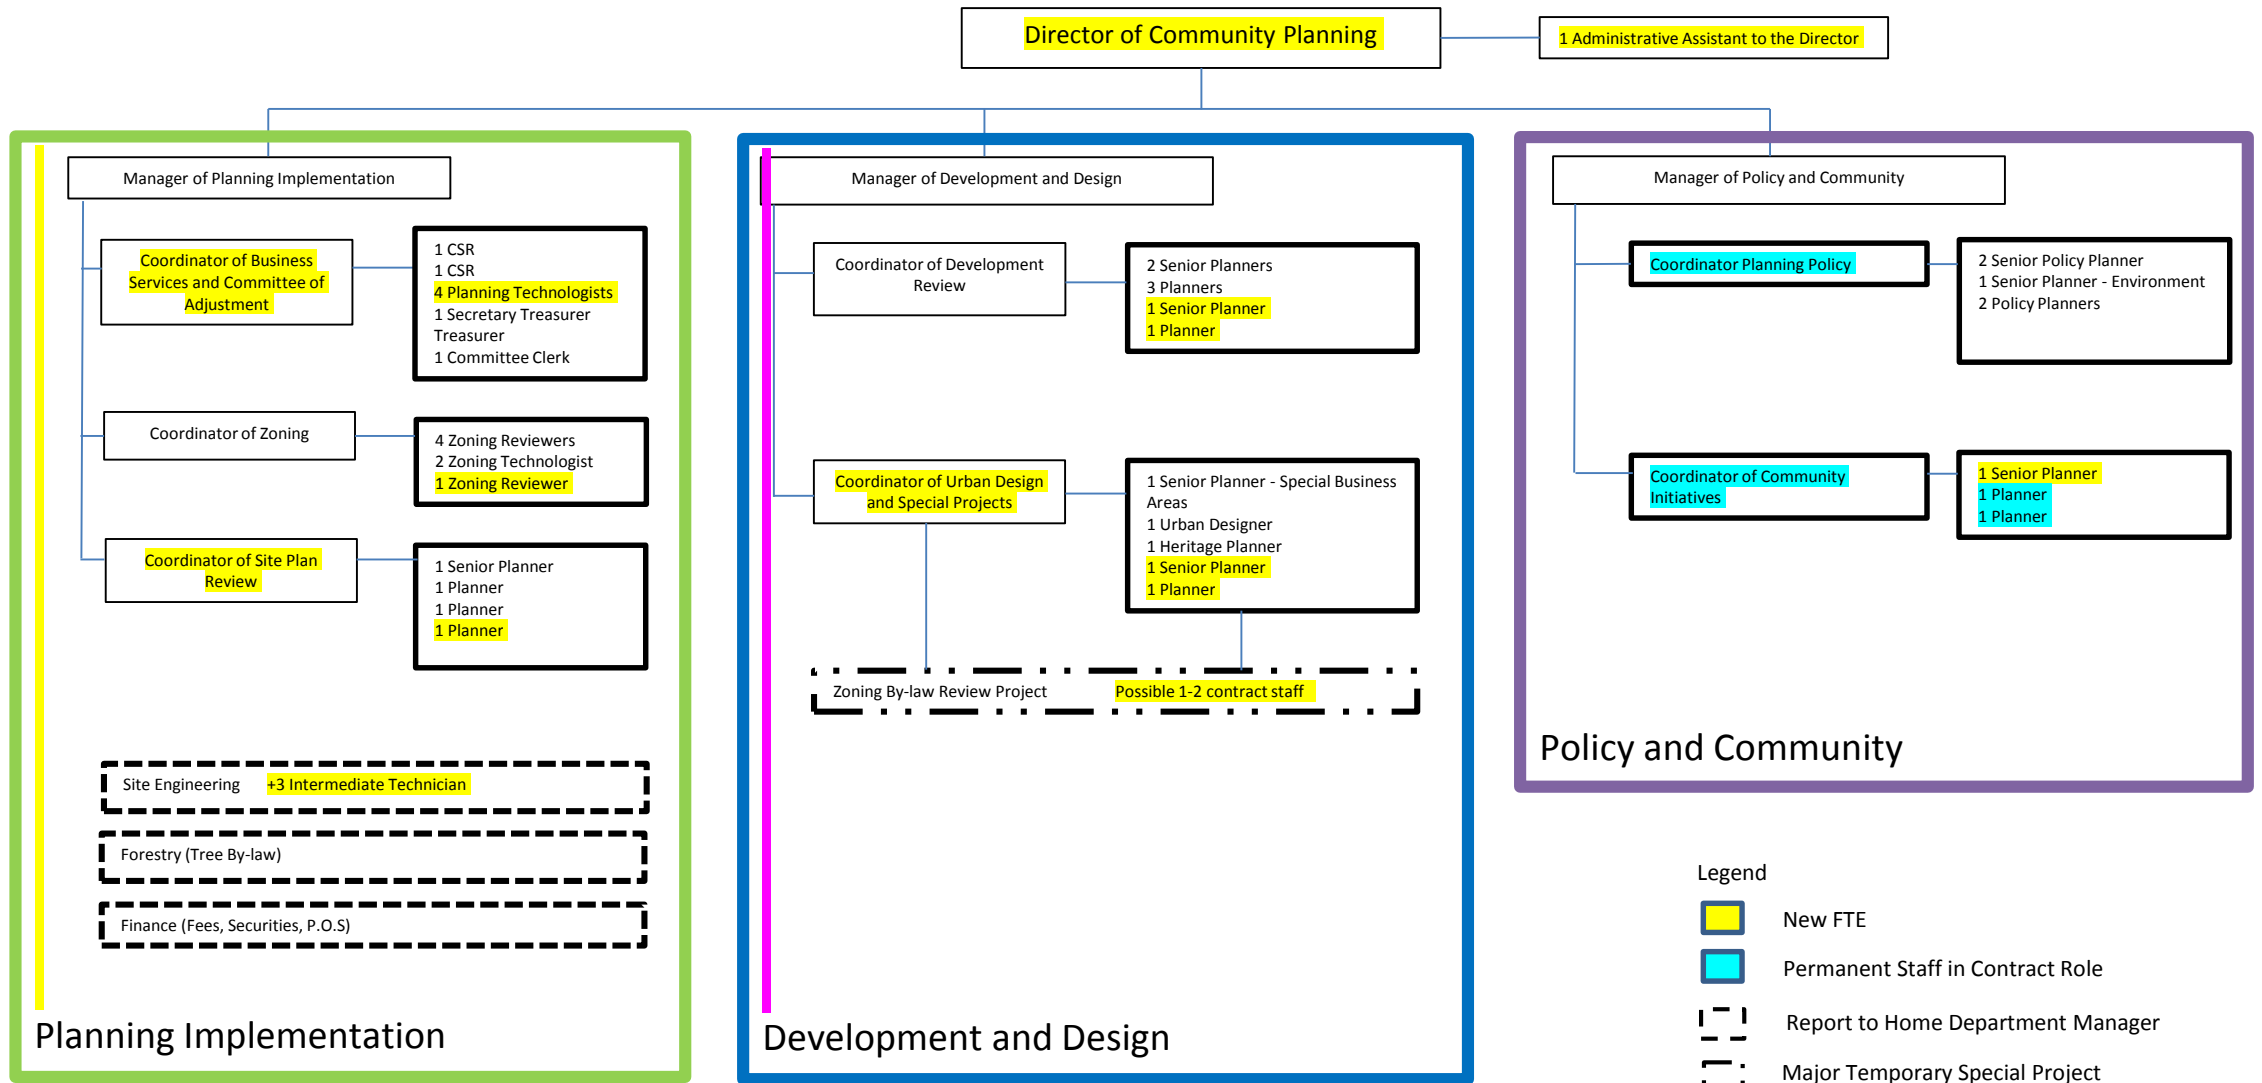 Director of Community Planning
1 Administrative Assistant to the Director
Manager of Planning Implementation
Coordinator of Business
Services and Committee of
Adjustment
1 CSR
1 CSR
4 Planning Technologists
1 Secretary Treasurer
Treasurer
1 Committee Clerk
Coordinator of Zoning
4 Zoning Reviewers
2 Zoning Technologist
1 Zoning Reviewer
Coordinator of Site Plan
Review
1 Senior Planner
1 Planner
1 Planner
1 Planner
Site Engineering +3 Intermediate Technician
Forestry (Tree By-law)
Finance (Fees, Securities, P.O.S)
Planning Implementation
Manager of Development and Design
Coordinator of Development
Review
2 Senior Planners
3 Planners
1 Senior Planner
1 Planner
Coordinator of Urban Design
and Special Projects
1 Senior Planner - Special Business
Areas
1 Urban Designer
1 Heritage Planner
1 Senior Planner
1 Planner
Zoning By-law Review Project Possible 1-2 contract staff
Development and Design
Manager of Policy and Community
Coordinator Planning Policy
2 Senior Policy Planner
1 Senior Planner - Environment
2 Policy Planners
Coordinator of Community
Initiatives
1 Senior Planner
1 Planner
1 Planner
Policy and Community
Legend
New FTE
Permanent Staff in Contract Role
Report to Home Department Manager
Major Temporary Special Project